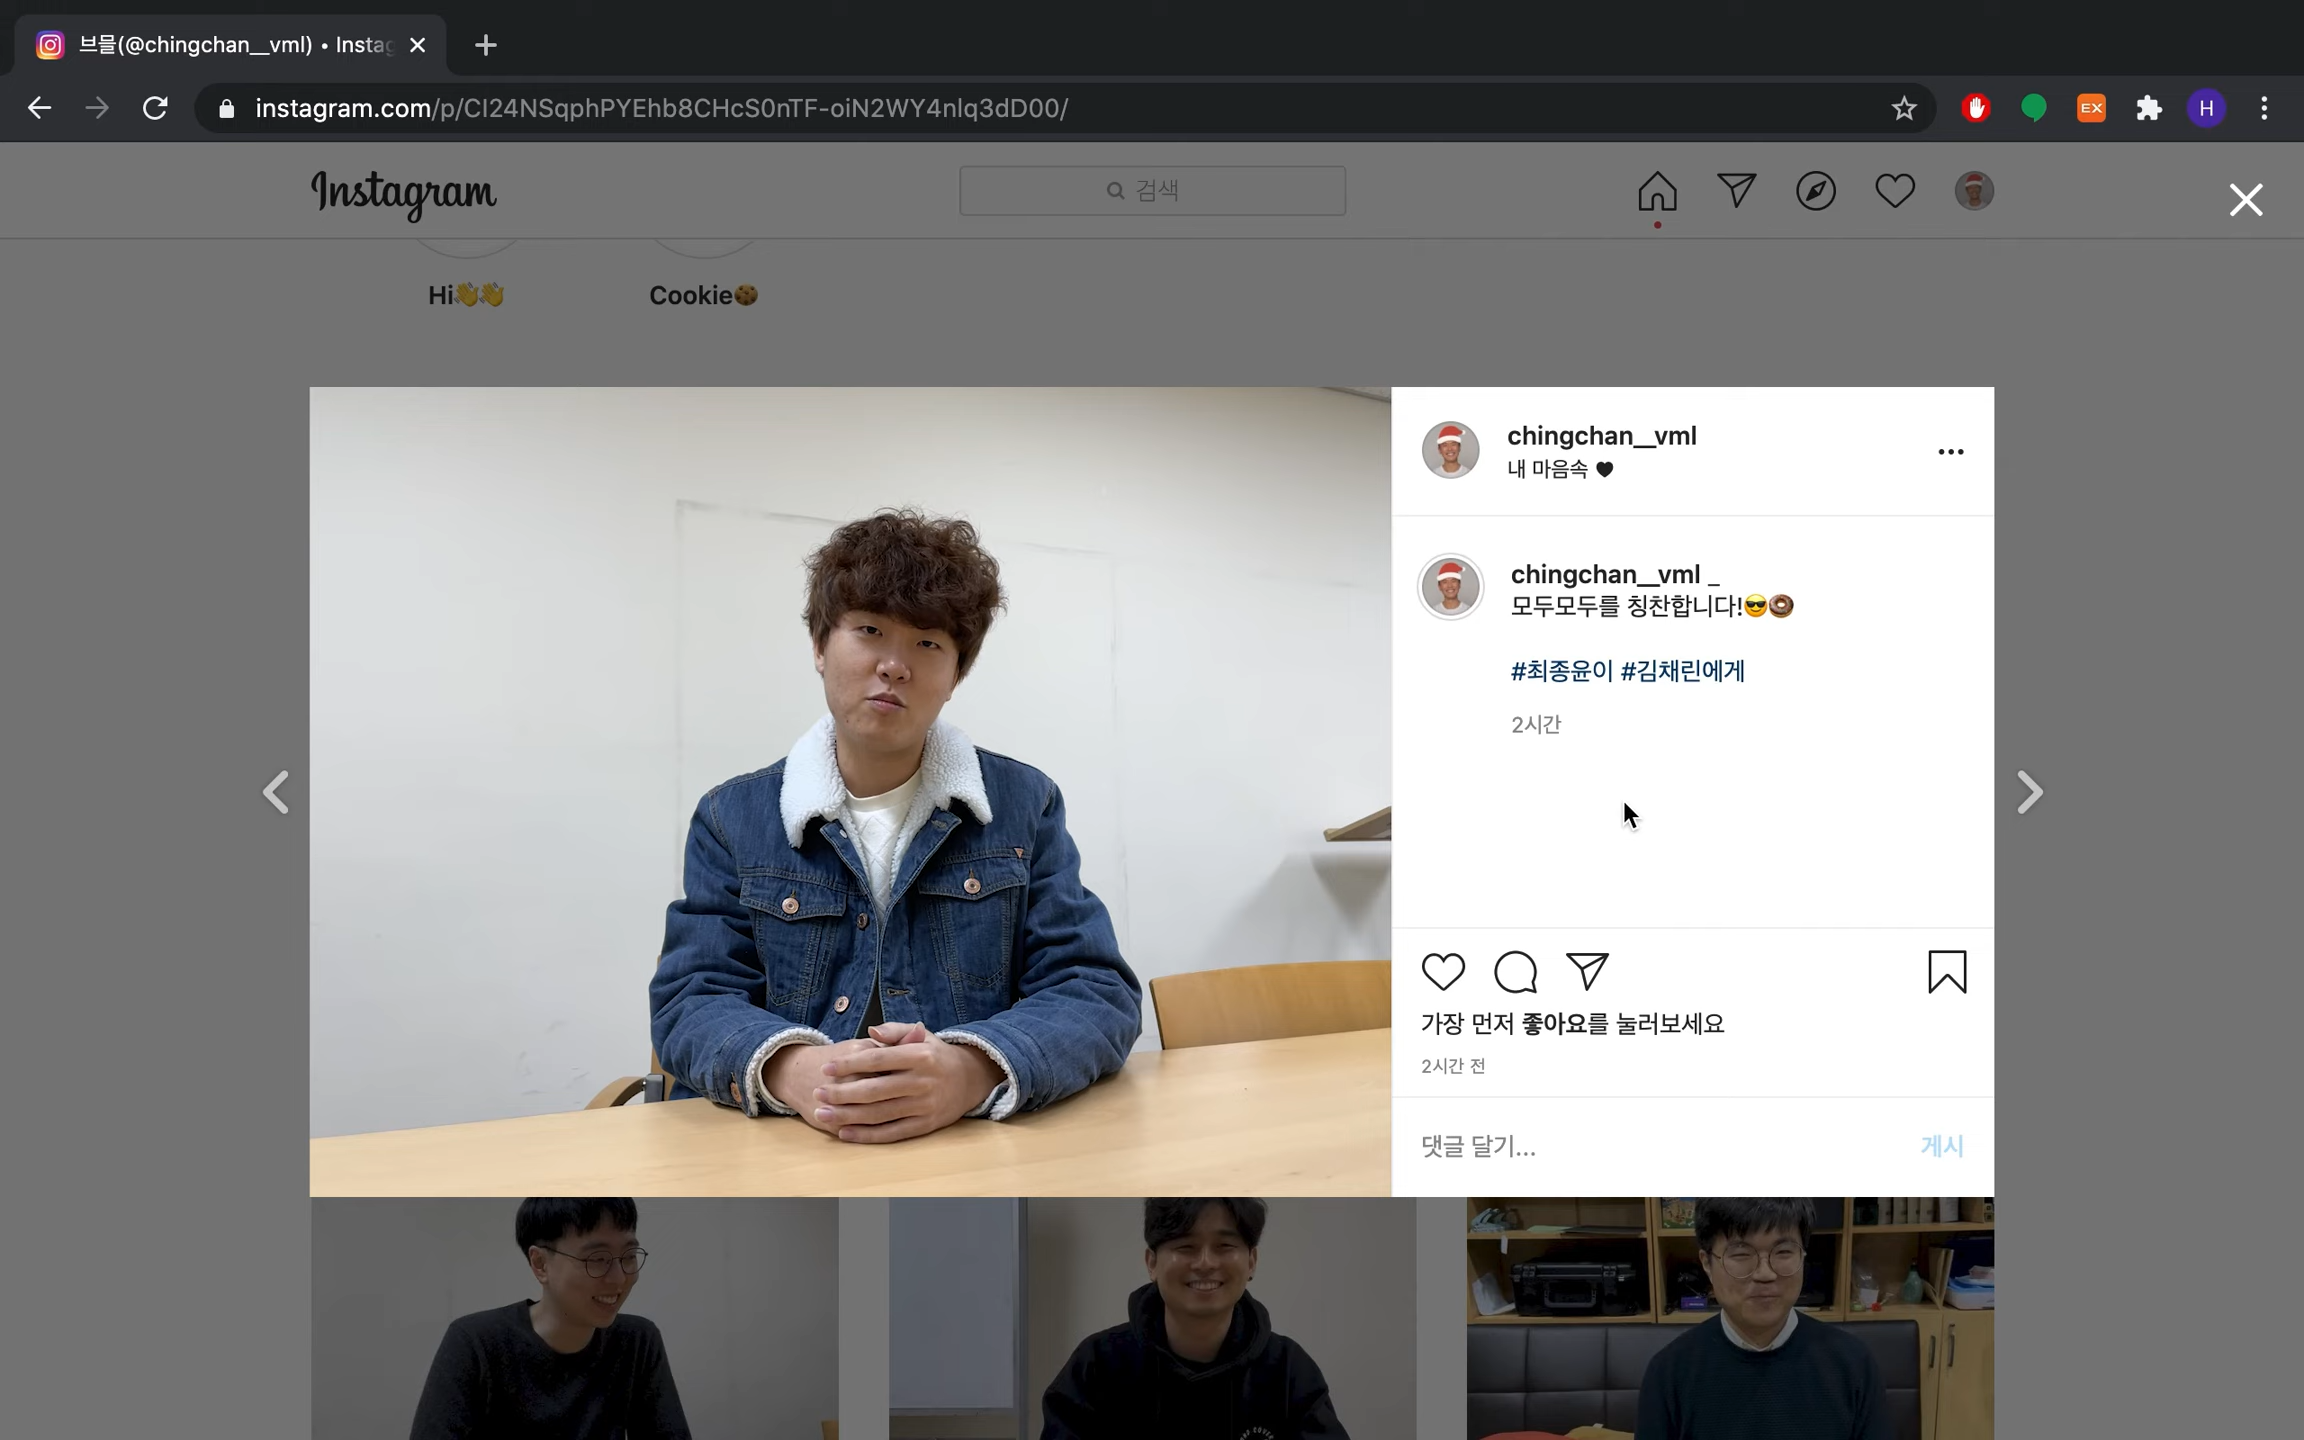 브믈(@chingchan__vml) • Instag
instagram.com/p/CI24NSqphPYEhb8CHcS0nTF-oiN2WY4nlq3dD00/
EX
H
Instagram
검색
Hi👋👋
Cookie🍪
chingchan__vml
내 마음속 🖤
chingchan__vml _
모두모두를 칭찬합니다!😎🍩
#최종윤이 #김채린에게
2시간
가장 먼저 좋아요를 눌러보세요
2시간 전
댓글 달기...
게시